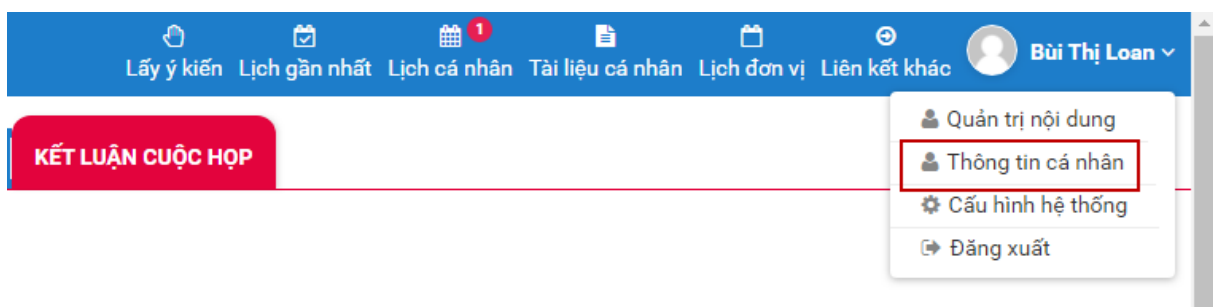 1
Lấy ý kiến Lịch gần nhất Lịch cá nhân Tài liệu cá nhân Lịch đơn vị Liên kết khác Bùi Thị Loan
Quản trị nội dung
KẾT LUẬN CUỘC HỌP
Thông tin cá nhân
Cấu hình hệ thống
Đăng xuất